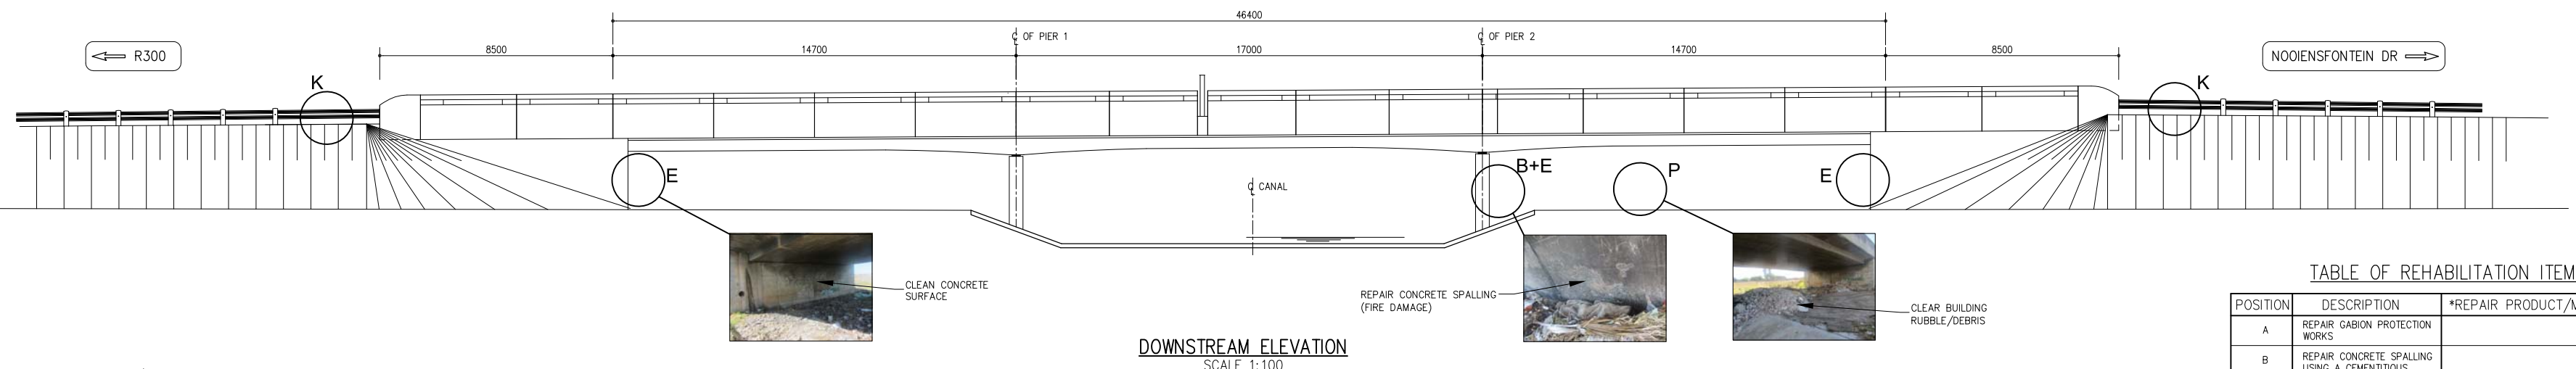 46400
℄ OF PIER 1
℄ OF PIER 2
8500
14700
17000
14700
8500
R300
NOOIENSFONTEIN DR
K
K
E
B+E
P
E
℄ CANAL
CLEAN CONCRETE
SURFACE
REPAIR CONCRETE SPALLING
(FIRE DAMAGE)
CLEAR BUILDING
RUBBLE/DEBRIS
DOWNSTREAM ELEVATION
SCALE 1:100
TABLE OF REHABILITATION ITEM
POSITION
DESCRIPTION
*REPAIR PRODUCT/M
A
REPAIR GABION PROTECTION
WORKS
B
REPAIR CONCRETE SPALLING
USING A CEMENTITIOUS